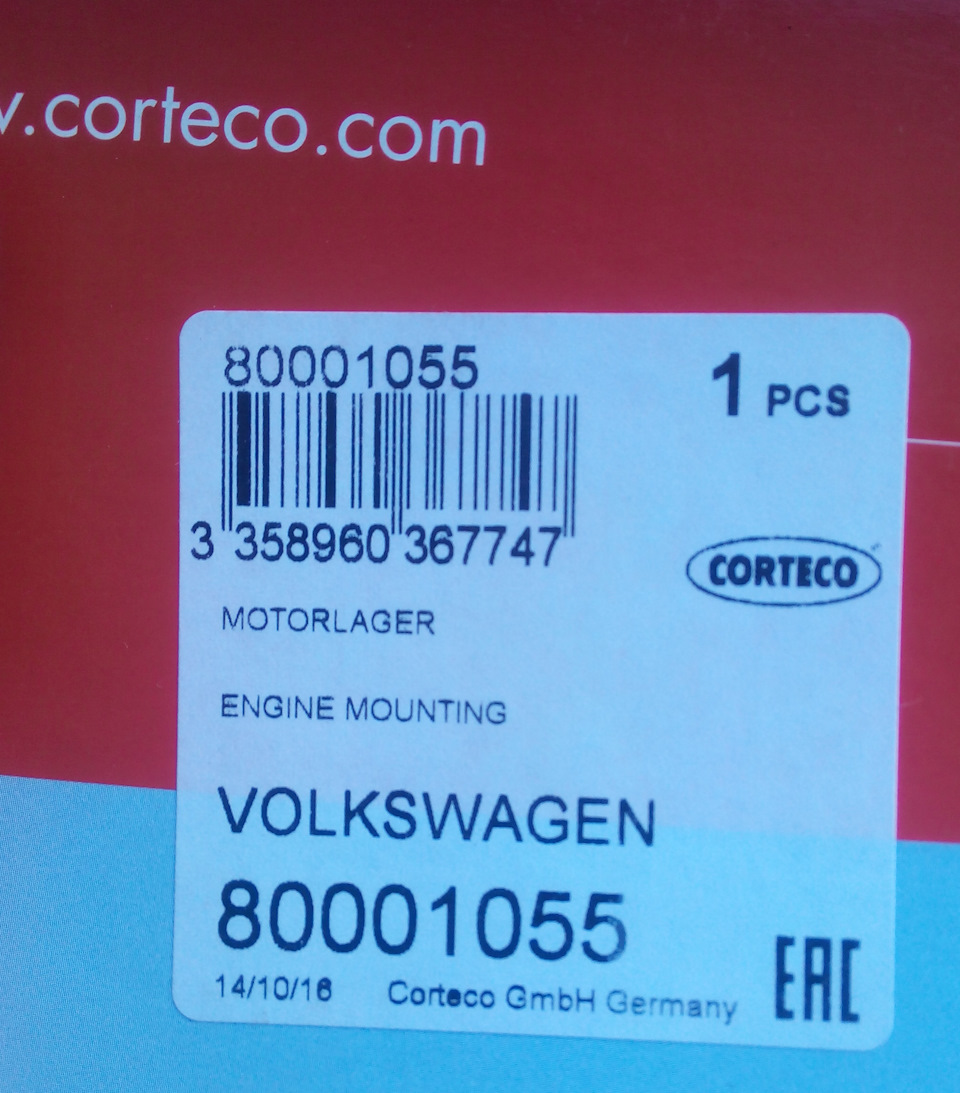 .corteco.com
80001055
1 PCS
3 358960 367747
CORTECO
MOTORLAGER
ENGINE MOUNTING
VOLKSWAGEN
80001055
14/10/16 Corteco GmbH Germany
EAC